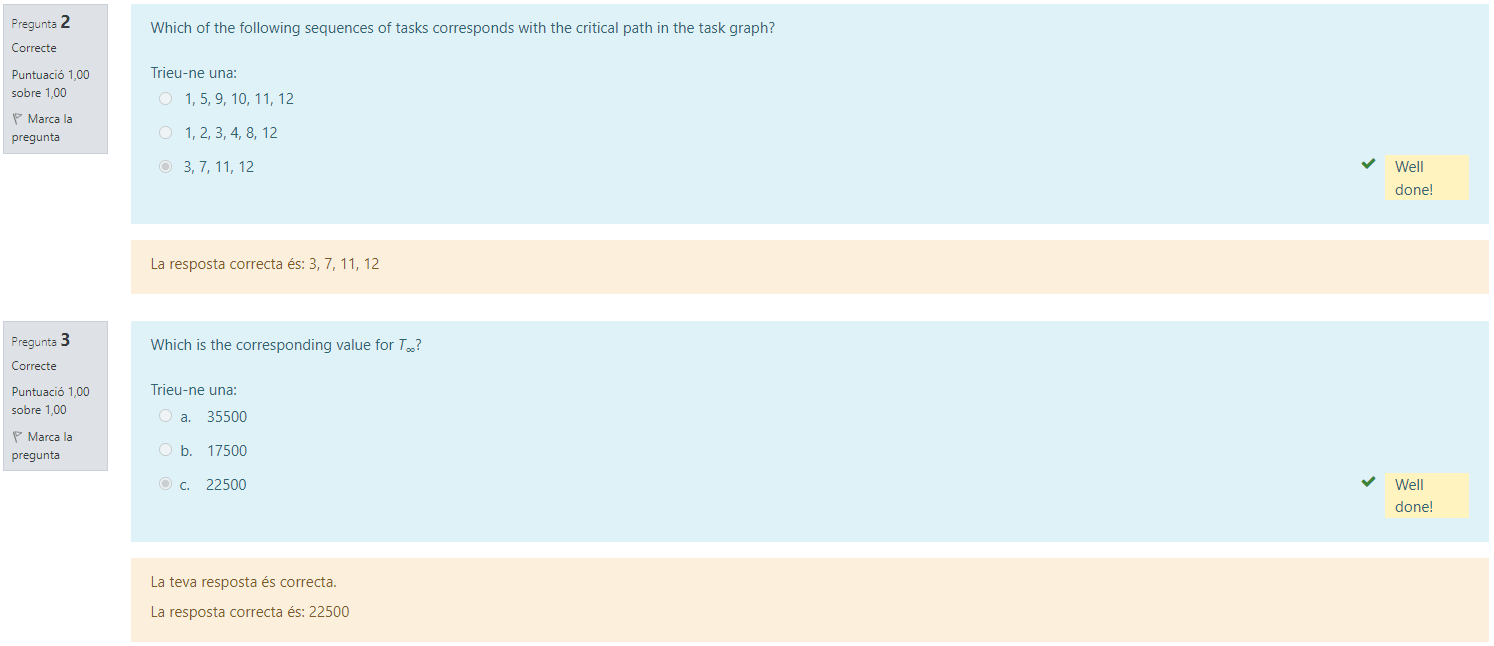 Pregunta 2
Correcte
Puntuació 1,00
sobre 1,00
Marca la
pregunta
Which of the following sequences of tasks corresponds with the critical path in the task graph?
Trieu-ne una:
1, 5, 9, 10, 11, 12
1, 2, 3, 4, 8, 12
3, 7, 11, 12
Well
done!
La resposta correcta és: 3, 7, 11, 12
Pregunta 3
Correcte
Puntuació 1,00
sobre 1,00
Marca la
pregunta
Which is the corresponding value for T∞?
Trieu-ne una:
a. 35500
b. 17500
c. 22500
Well
done!
La teva resposta és correcta.
La resposta correcta és: 22500